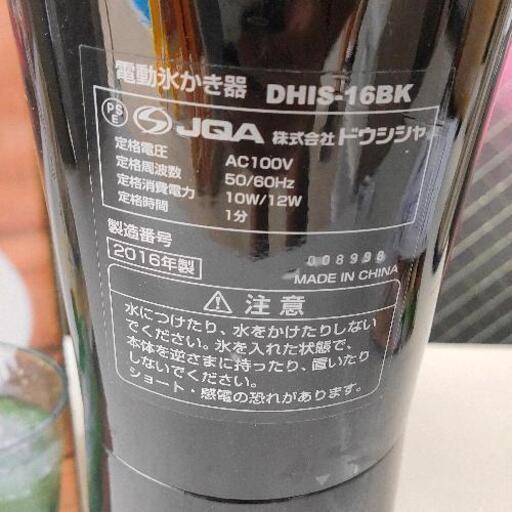 電動氷かき器 DHIS-16BK
PS
E
JQA 株式会社ドウシシャ
定格電圧 AC100V
定格周波数 50/60Hz
定格消費電力 10W/12W
定格時間 1分
製造番号
2016年製
MADE IN CHINA
注意
水につけたり、水をかけたりしない
でください。氷を入れた状態で、
本体を逆さまに持ったり、置いたり
しないでください。
ショート・感電の恐れがあります。